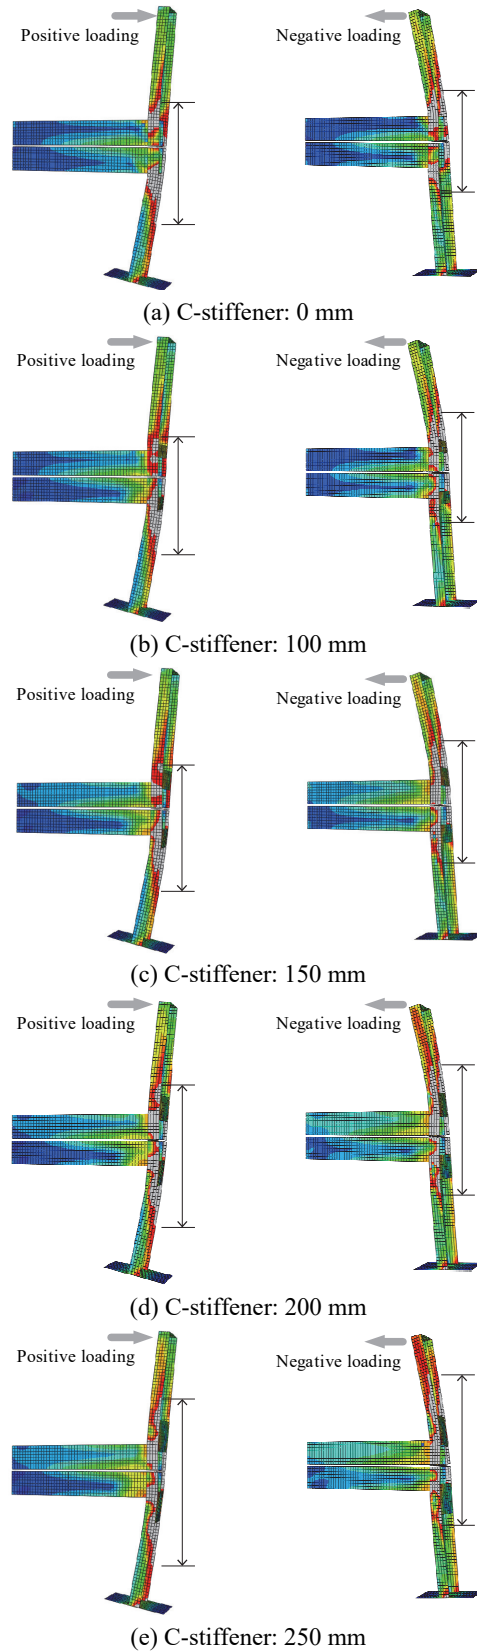 Positive loading
Negative loading
(a) C-stiffener: 0 mm
Positive loading
Negative loading
(b) C-stiffener: 100 mm
Positive loading
Negative loading
(c) C-stiffener: 150 mm
Positive loading
Negative loading
(d) C-stiffener: 200 mm
Positive loading
Negative loading
(e) C-stiffener: 250 mm